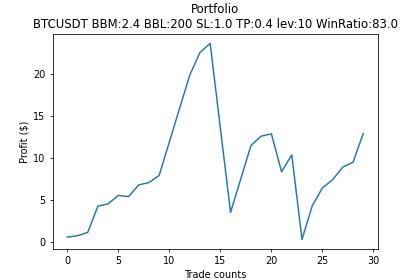 Portfolio
BTCUSDT BBM:2.4 BBL:200 SL:1.0 TP:0.4 lev:10 WinRatio:83.0
Profit ($)
20
15
10
5
0
0 5 10 15 20 25 30
Trade counts